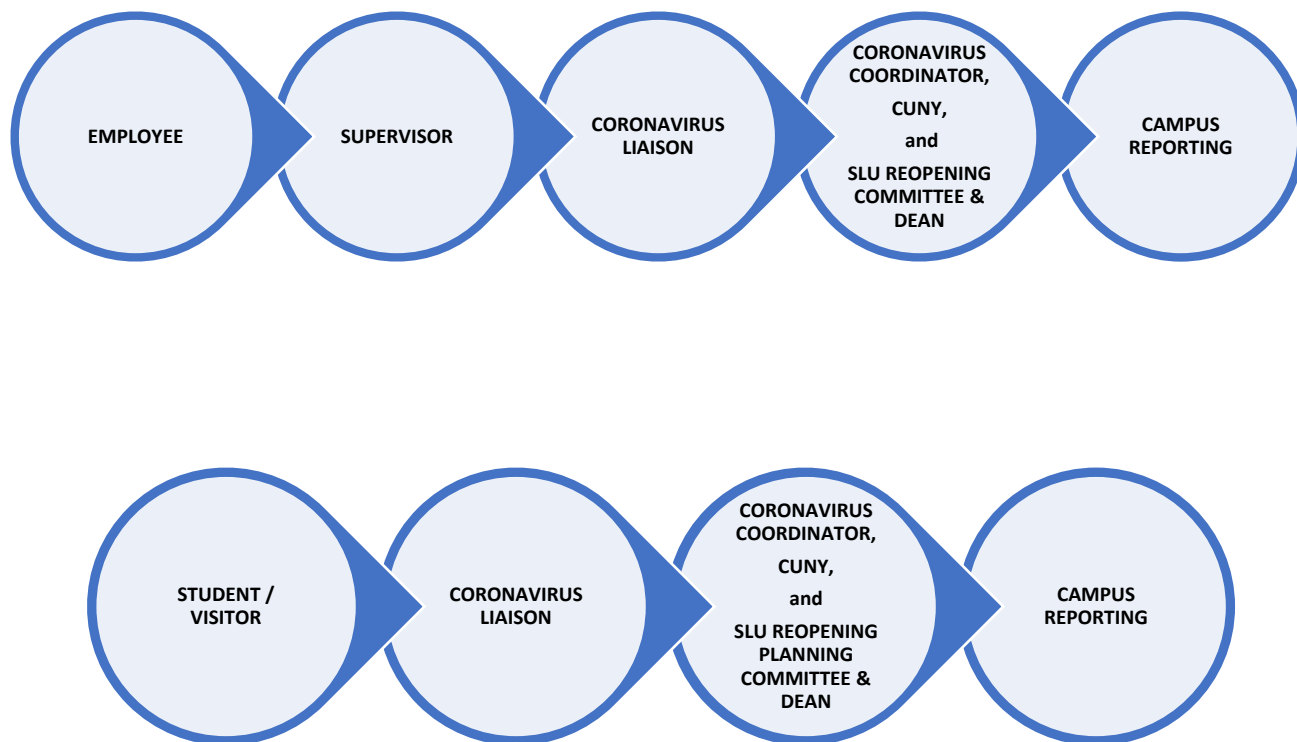 EMPLOYEE
SUPERVISOR
CORONAVIRUS
LIAISON
CORONAVIRUS
COORDINATOR,
CUNY,
and
SLU REOPENING
COMMITTEE &
DEAN
CAMPUS
REPORTING
STUDENT /
VISITOR
CORONAVIRUS
LIAISON
CORONAVIRUS
COORDINATOR,
CUNY,
and
SLU REOPENING
PLANNING
COMMITTEE &
DEAN
CAMPUS
REPORTING